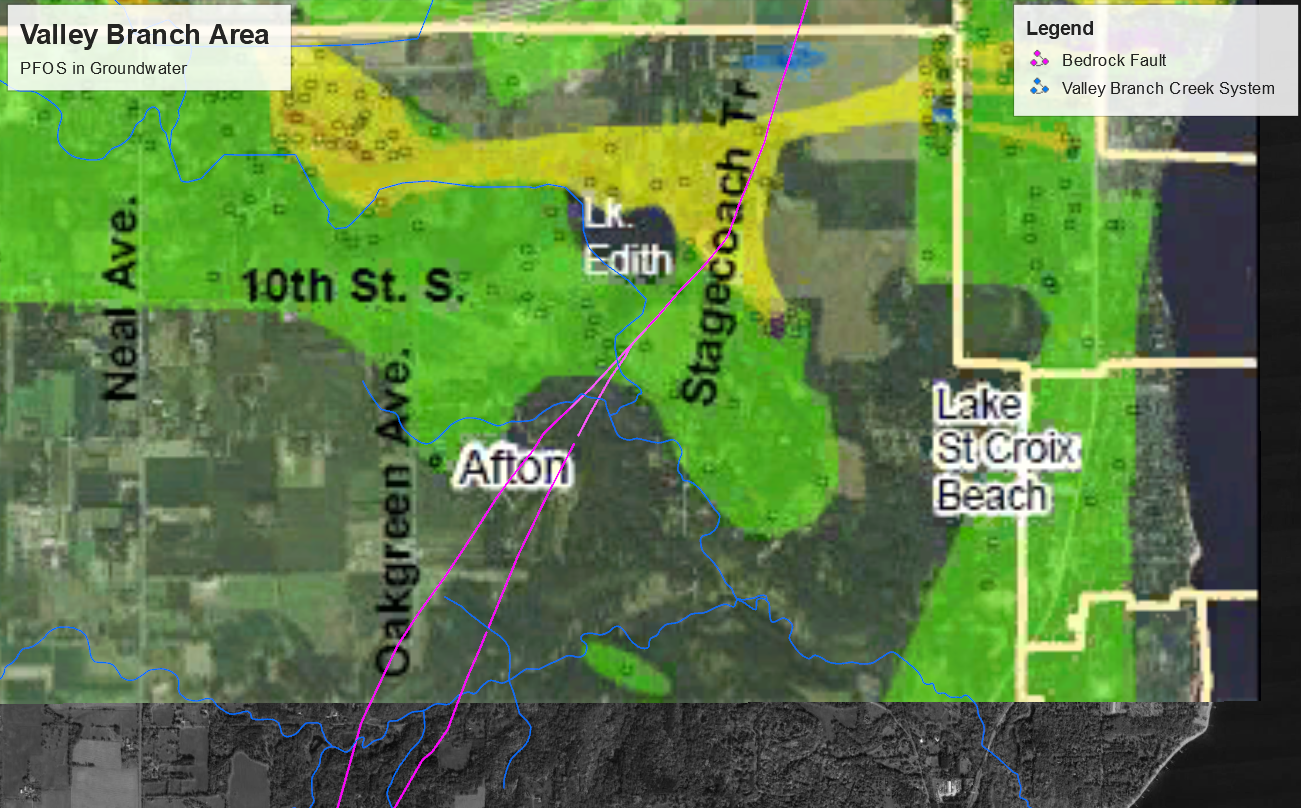 Valley Branch Area
PFOS in Groundwater
Legend
Bedrock Fault
Valley Branch Creek System
Stagecoach Tr
Neal Ave.
Lk.
Edith
10th St. S.
Oakgreen Ave.
Afton
Lake
St Croix
Beach